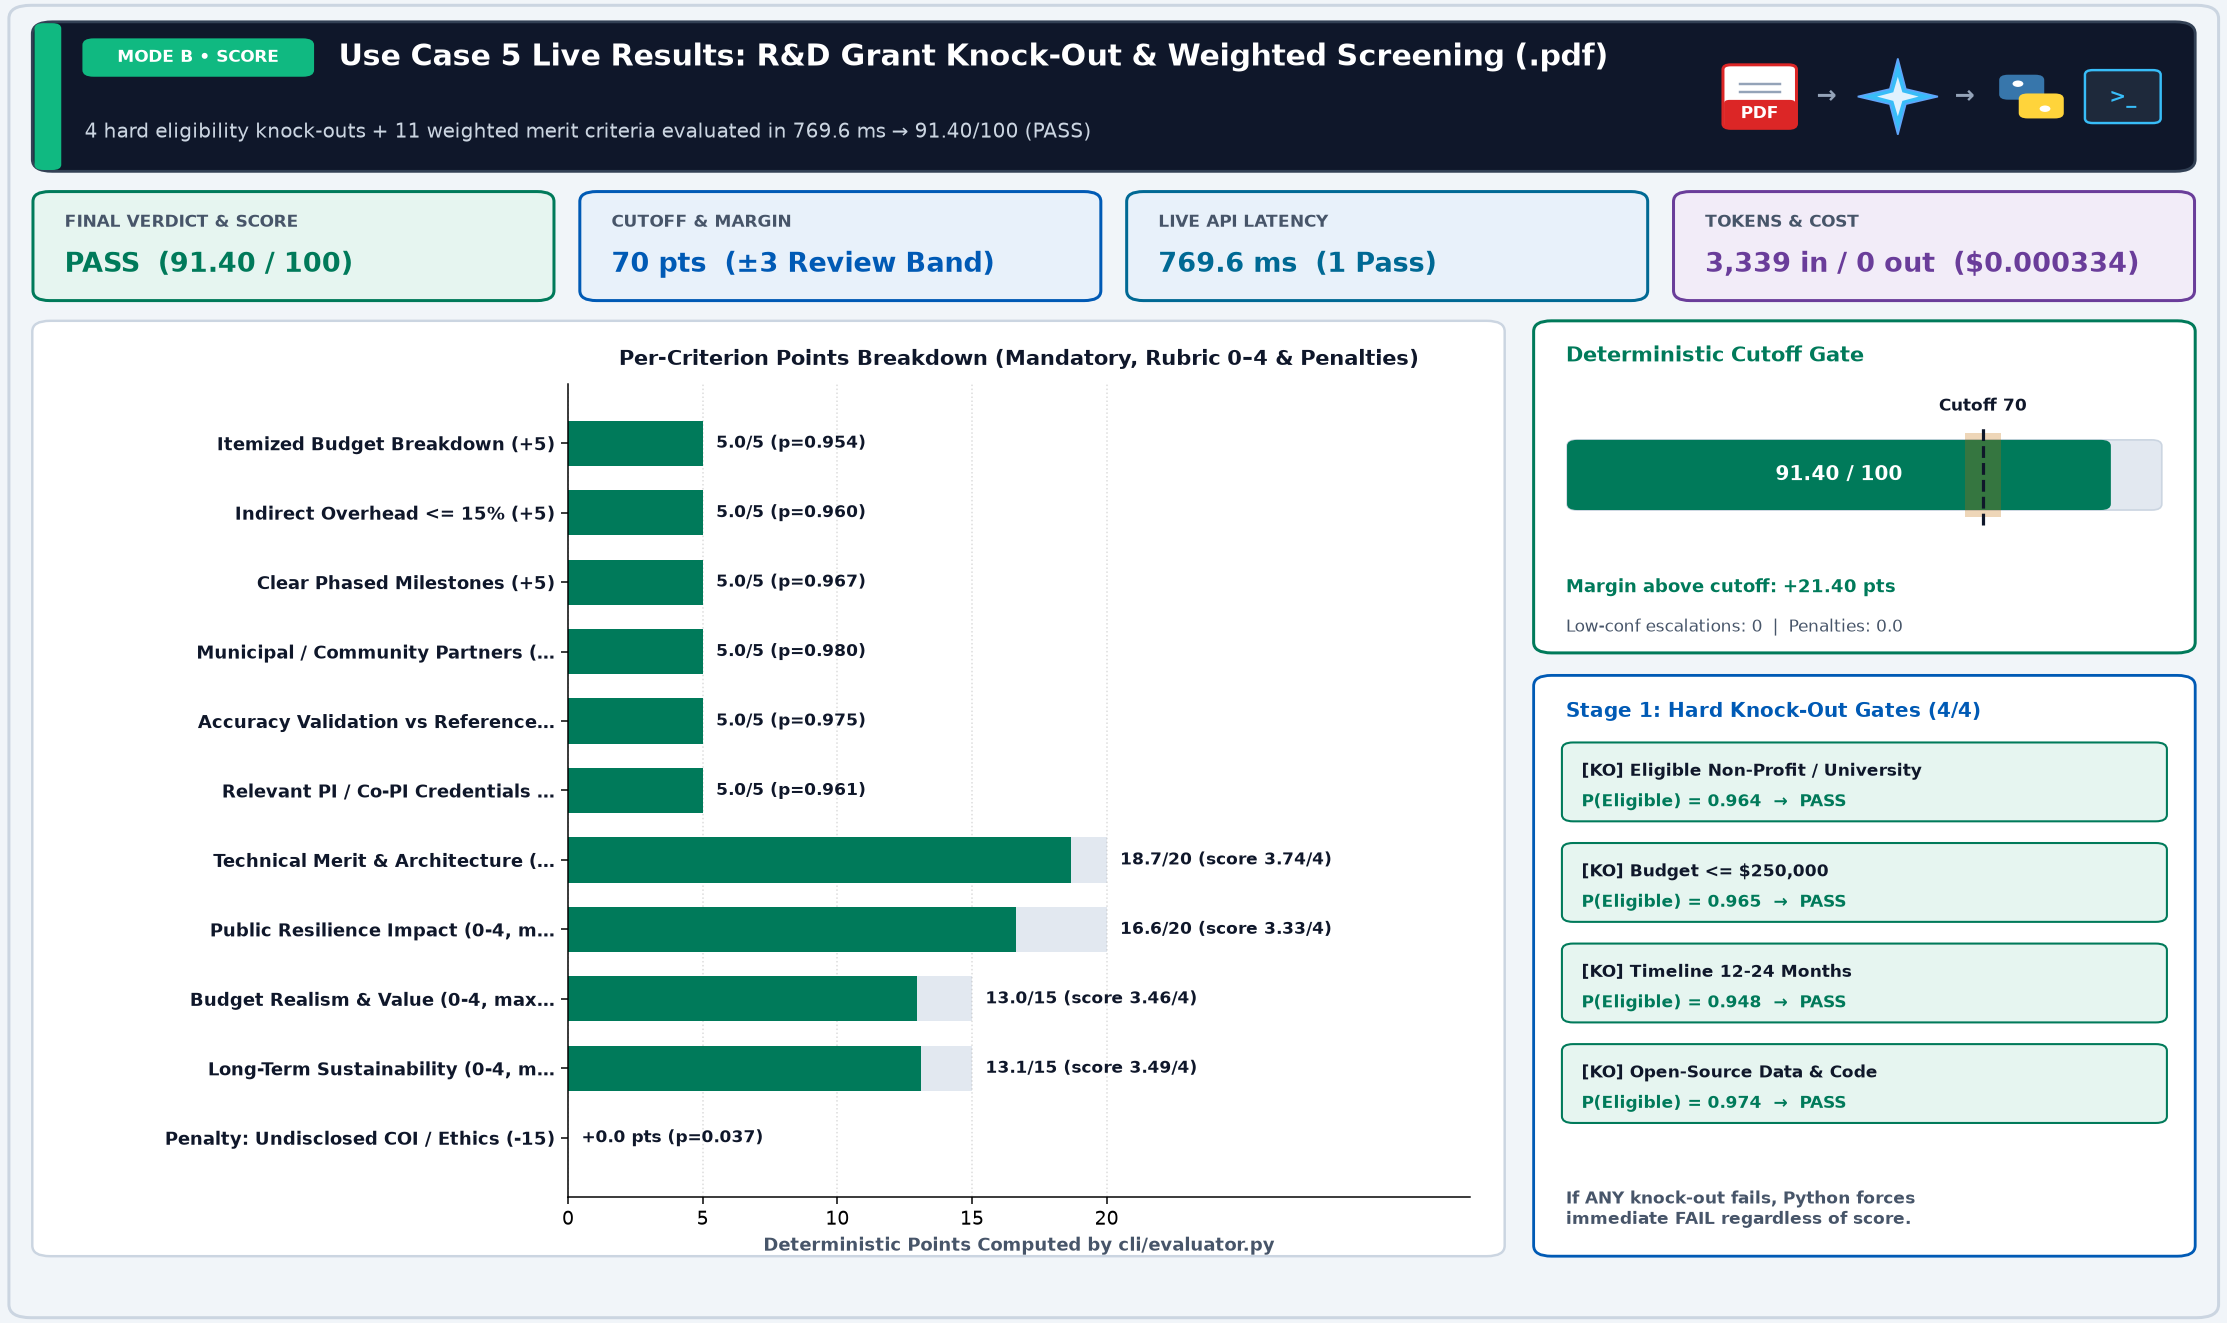 MODE B • SCORE
Use Case 5 Live Results: R&D Grant Knock-Out & Weighted Screening (.pdf)
4 hard eligibility knock-outs + 11 weighted merit criteria evaluated in 769.6 ms → 91.40/100 (PASS)
PDF
→
→
>_
FINAL VERDICT & SCORE
PASS (91.40 / 100)
CUTOFF & MARGIN
70 pts (±3 Review Band)
LIVE API LATENCY
769.6 ms (1 Pass)
TOKENS & COST
3,339 in / 0 out ($0.000334)
Per-Criterion Points Breakdown (Mandatory, Rubric 0–4 & Penalties)
Itemized Budget Breakdown (+5) 5.0/5 (p=0.954)
Indirect Overhead <= 15% (+5) 5.0/5 (p=0.960)
Clear Phased Milestones (+5) 5.0/5 (p=0.967)
Municipal / Community Partners (… 5.0/5 (p=0.980)
Accuracy Validation vs Reference… 5.0/5 (p=0.975)
Relevant PI / Co-PI Credentials … 5.0/5 (p=0.961)
Technical Merit & Architecture (… 18.7/20 (score 3.74/4)
Public Resilience Impact (0-4, m… 16.6/20 (score 3.33/4)
Budget Realism & Value (0-4, max… 13.0/15 (score 3.46/4)
Long-Term Sustainability (0-4, m… 13.1/15 (score 3.49/4)
Penalty: Undisclosed COI / Ethics (-15) +0.0 pts (p=0.037)
0 5 10 15 20
Deterministic Points Computed by cli/evaluator.py
Deterministic Cutoff Gate
Cutoff 70
91.40 / 100
Margin above cutoff: +21.40 pts
Low-conf escalations: 0 | Penalties: 0.0
Stage 1: Hard Knock-Out Gates (4/4)
[KO] Eligible Non-Profit / University
P(Eligible) = 0.964 → PASS
[KO] Budget <= $250,000
P(Eligible) = 0.965 → PASS
[KO] Timeline 12-24 Months
P(Eligible) = 0.948 → PASS
[KO] Open-Source Data & Code
P(Eligible) = 0.974 → PASS
If ANY knock-out fails, Python forces
immediate FAIL regardless of score.